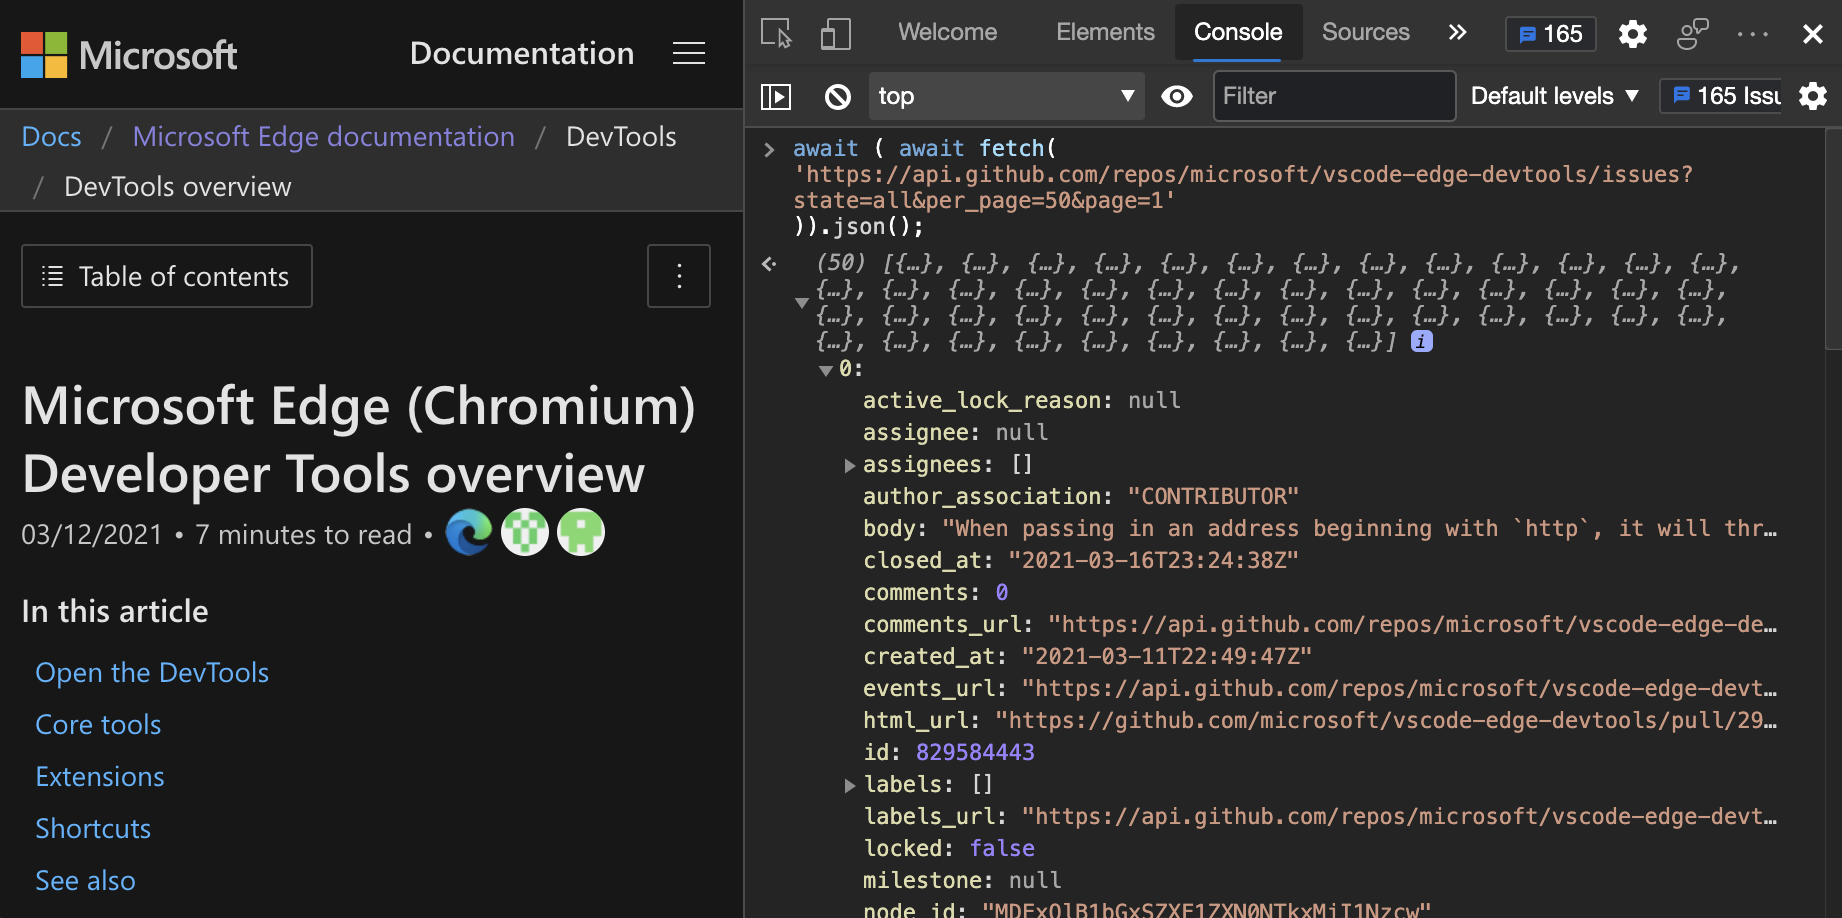 Microsoft
Documentation
Docs / Microsoft Edge documentation / DevTools
/ DevTools overview
Table of contents
Microsoft Edge (Chromium)
Developer Tools overview
03/12/2021 • 7 minutes to read •
In this article
Open the DevTools
Core tools
Extensions
Shortcuts
See also
Welcome Elements Console Sources 165
top Filter Default levels 165
await ( await fetch(
'https://api.github.com/repos/microsoft/vscode-edge-devtools/issues?
state=all&per_page=50&page=1'
)).json();
(50) [{…}, {…}, {…}, {…}, {…}, {…}, {…}, {…}, {…}, {…}, {…}, {…}, {…},
{…}, {…}, {…}, {…}, {…}, {…}, {…}, {…}, {…}, {…}, {…}, {…}, {…}, {…},
{…}, {…}, {…}, {…}, {…}, {…}, {…}, {…}, {…}, {…}, {…}, {…}, {…}, {…},
{…}, {…}, {…}, {…}, {…}, {…}, {…}, {…}, {…}] i
0:
active_lock_reason: null
assignee: null
assignees: []
author_association: "CONTRIBUTOR"
body: "When passing in an address beginning with `http`, it will thr…
closed_at: "2021-03-16T23:24:38Z"
comments: 0
comments_url: "https://api.github.com/repos/microsoft/vscode-edge-de…
created_at: "2021-03-11T22:49:47Z"
events_url: "https://api.github.com/repos/microsoft/vscode-edge-devt…
html_url: "https://github.com/microsoft/vscode-edge-devtools/pull/29…
id: 829584443
labels: []
labels_url: "https://api.github.com/repos/microsoft/vscode-edge-devt…
locked: false
milestone: null
node_id: